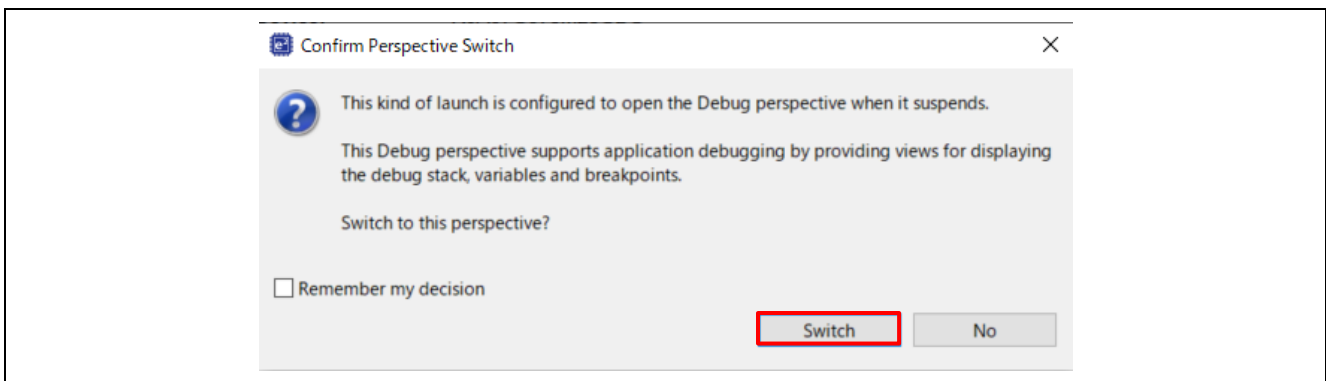 Confirm Perspective Switch
This kind of launch is configured to open the Debug perspective when it suspends.
This Debug perspective supports application debugging by providing views for displaying
the debug stack, variables and breakpoints.
Switch to this perspective?
Remember my decision
Switch No